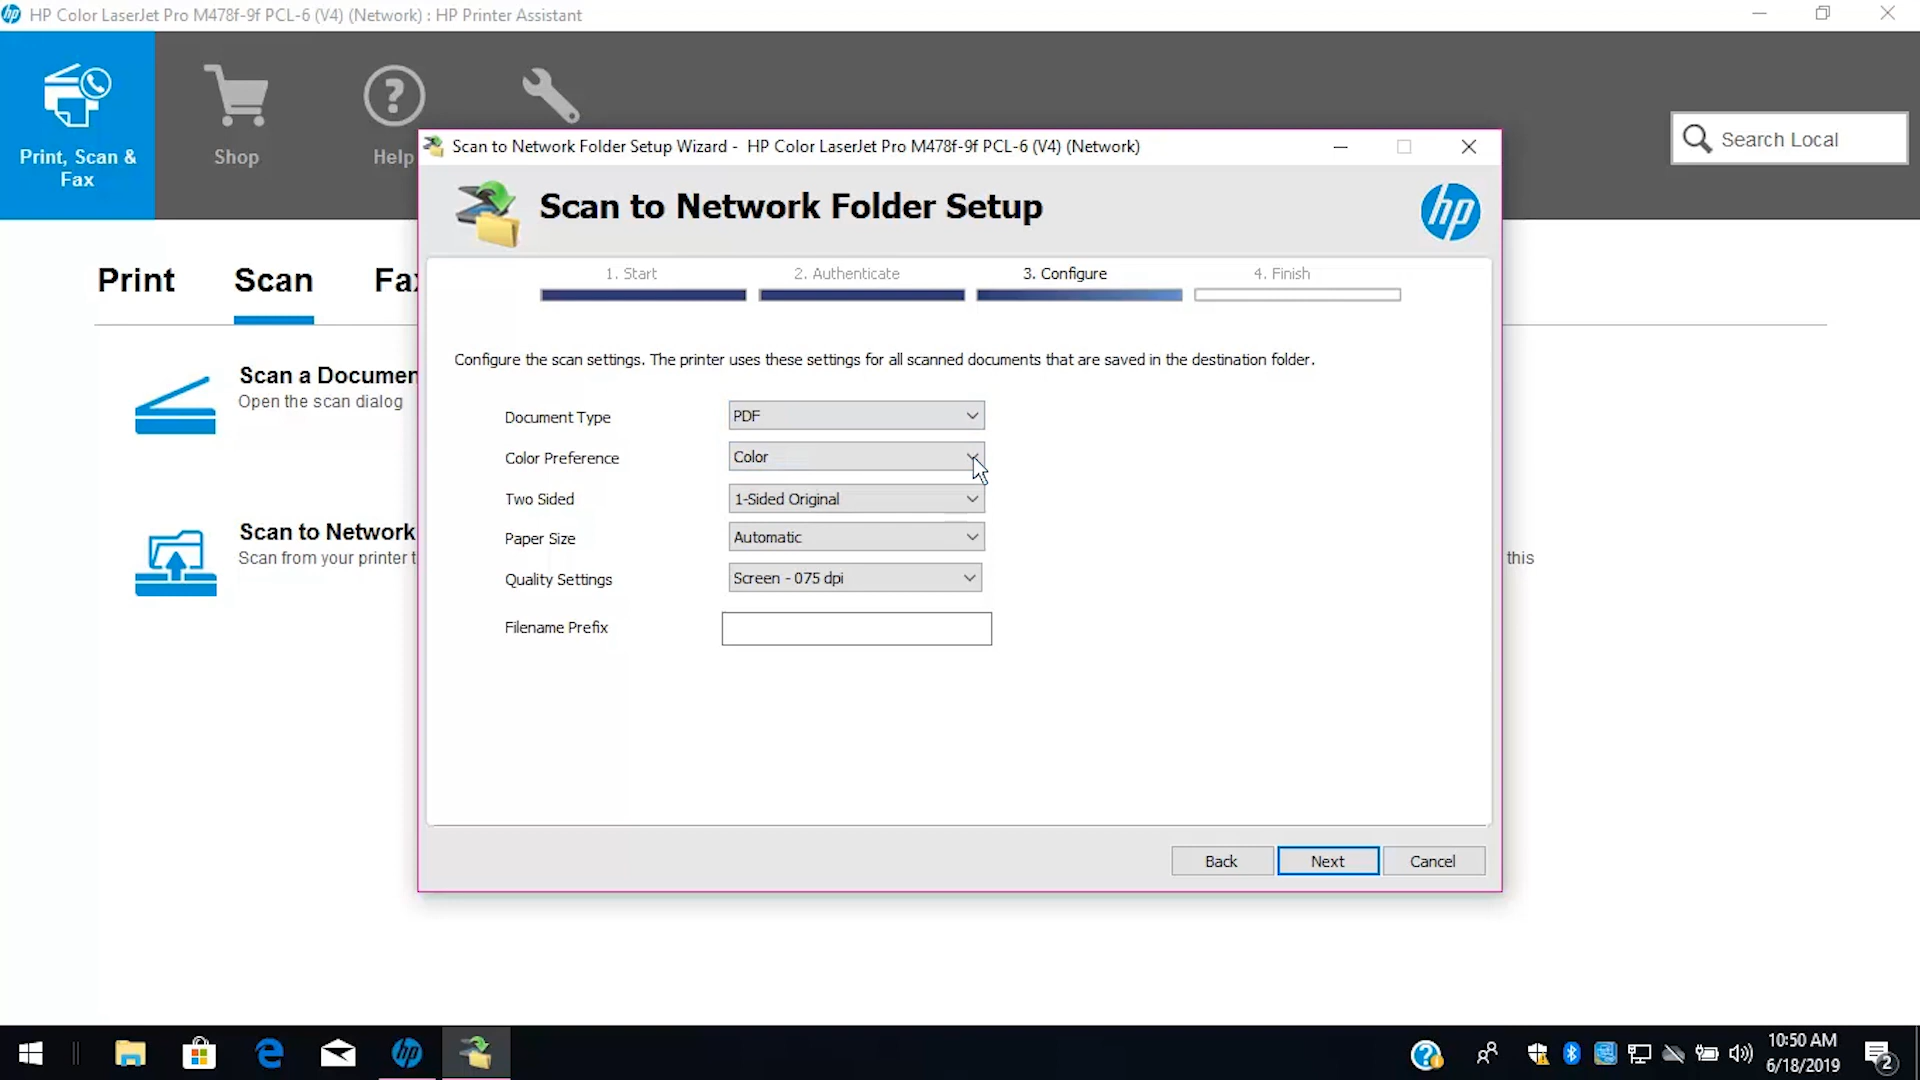 HP Color LaserJet Pro M478f-9f PCL-6 (V4) (Network) : HP Printer Assistant
Print, Scan &
Fax
Shop
Help
Search Local
Scan to Network Folder Setup Wizard - HP Color LaserJet Pro M478f-9f PCL-6 (V4) (Network)
Scan to Network Folder Setup
hp
Print
Scan
Fax
1. Start
2. Authenticate
3. Configure
4. Finish
Configure the scan settings. The printer uses these settings for all scanned documents that are saved in the destination folder.
Scan a Documen
Open the scan dialog
Document Type
PDF
Color Preference
Color
Two Sided
1-Sided Original
Scan to Network
Scan from your printer t
this
Paper Size
Automatic
Quality Settings
Screen - 075 dpi
Filename Prefix
Back
Next
Cancel
10:50 AM
6/18/2019
2